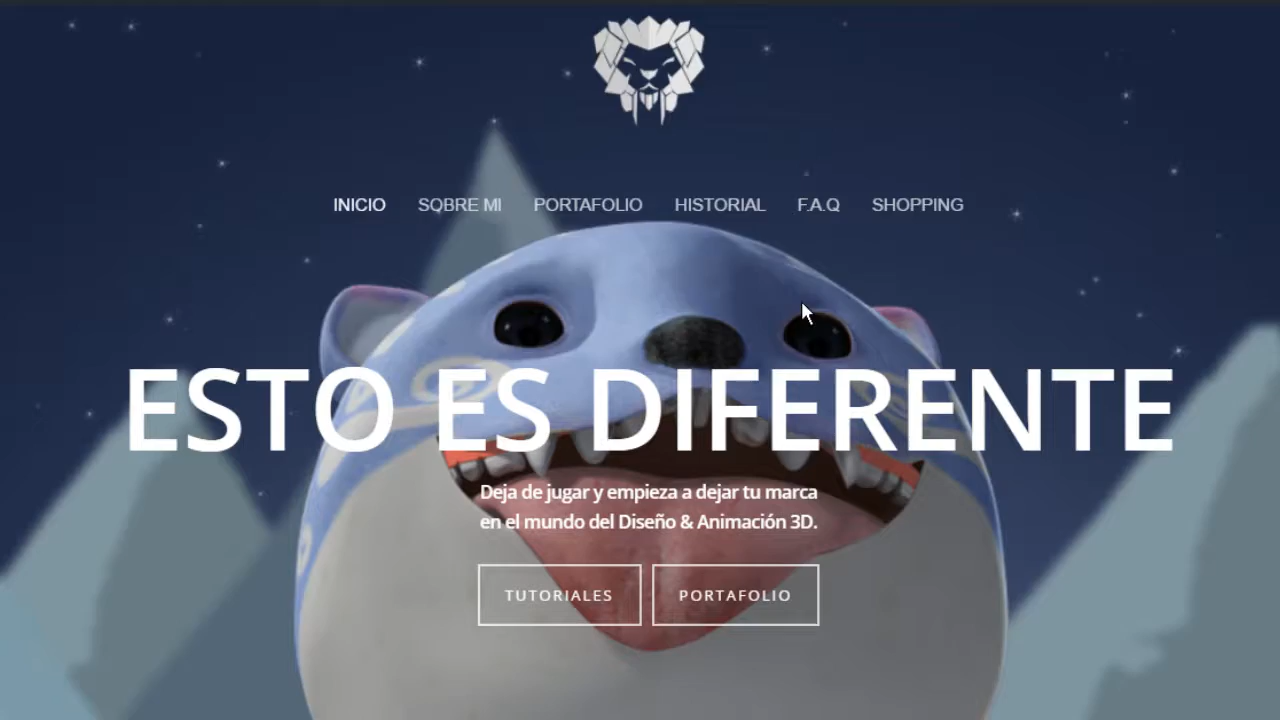 INICIO SOBRE MI PORTAFOLIO HISTORIAL F.A.Q SHOPPING
ESTO ES DIFERENTE
Deja de jugar y empieza a dejar tu marca
en el mundo del Diseño & Animación 3D.
TUTORIALES PORTAFOLIO